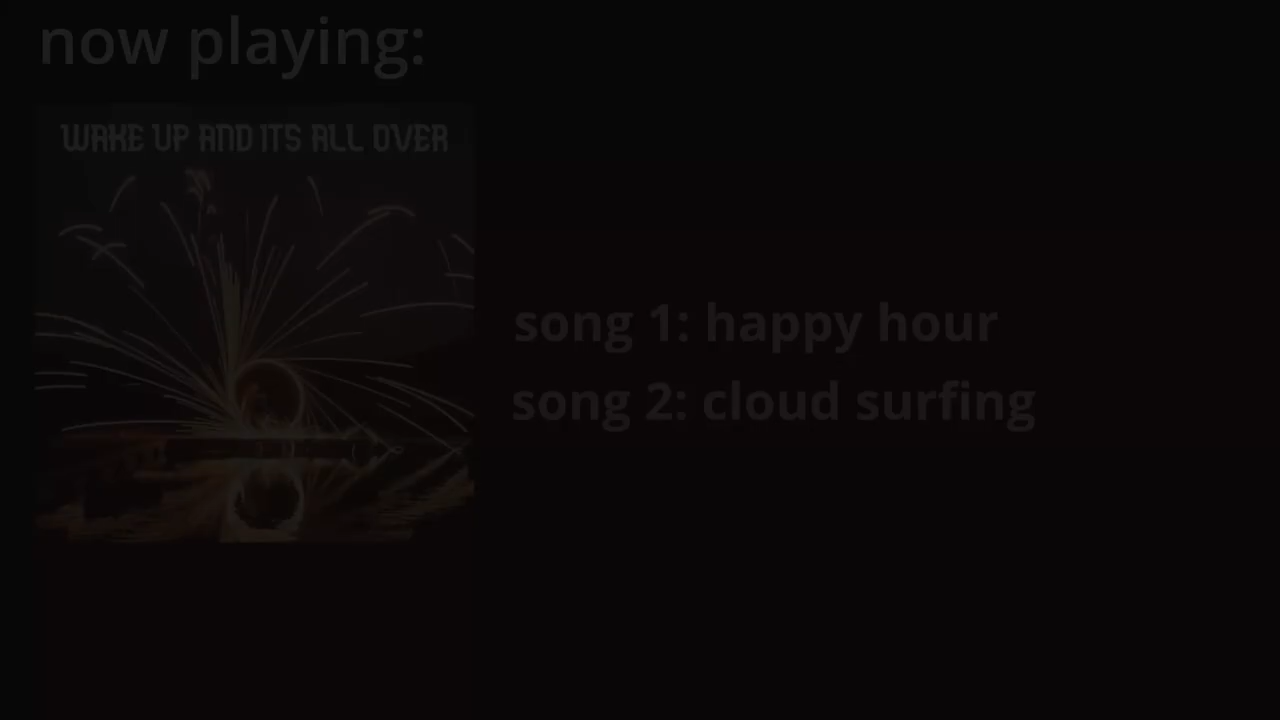 now playing:
WAKE UP AND ITS ALL OVER
song 1: happy hour
song 2: cloud surfing